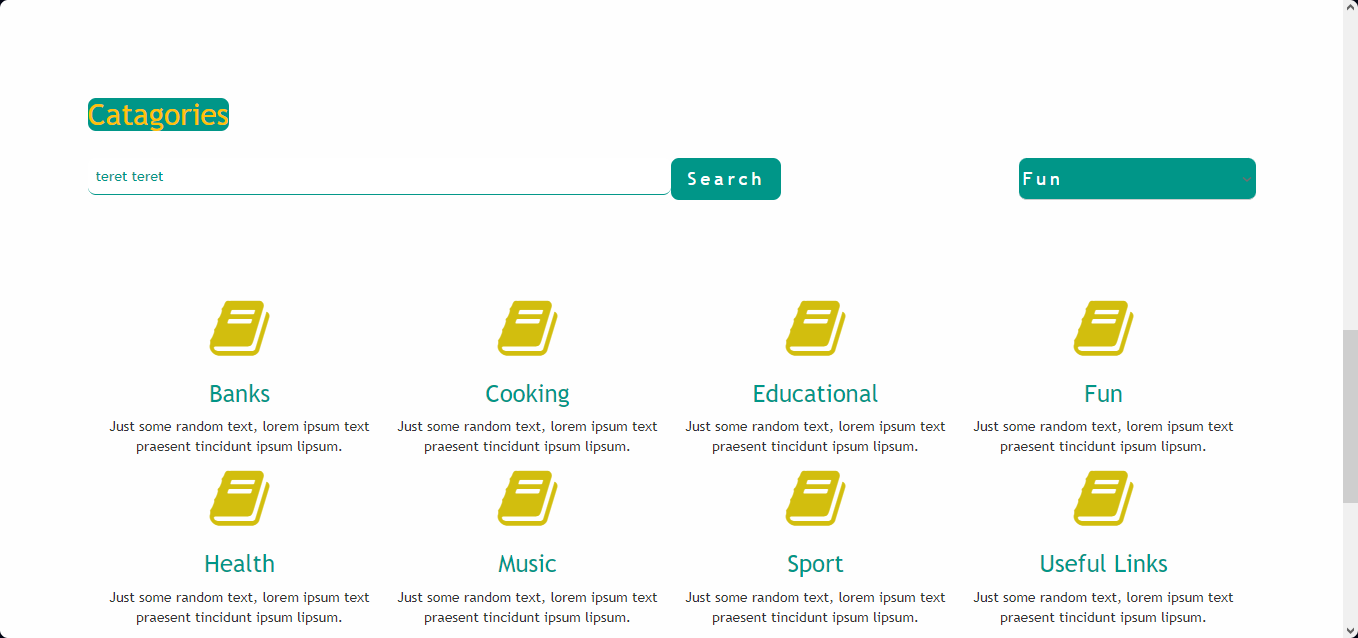 Catagories
teret teret
Search
Fun
Banks
Cooking
Educational
Fun
Just some random text, lorem ipsum text
praesent tincidunt ipsum lipsum.
Just some random text, lorem ipsum text
praesent tincidunt ipsum lipsum.
Just some random text, lorem ipsum text
praesent tincidunt ipsum lipsum.
Just some random text, lorem ipsum text
praesent tincidunt ipsum lipsum.
Health
Music
Sport
Useful Links
Just some random text, lorem ipsum text
praesent tincidunt ipsum lipsum.
Just some random text, lorem ipsum text
praesent tincidunt ipsum lipsum.
Just some random text, lorem ipsum text
praesent tincidunt ipsum lipsum.
Just some random text, lorem ipsum text
praesent tincidunt ipsum lipsum.